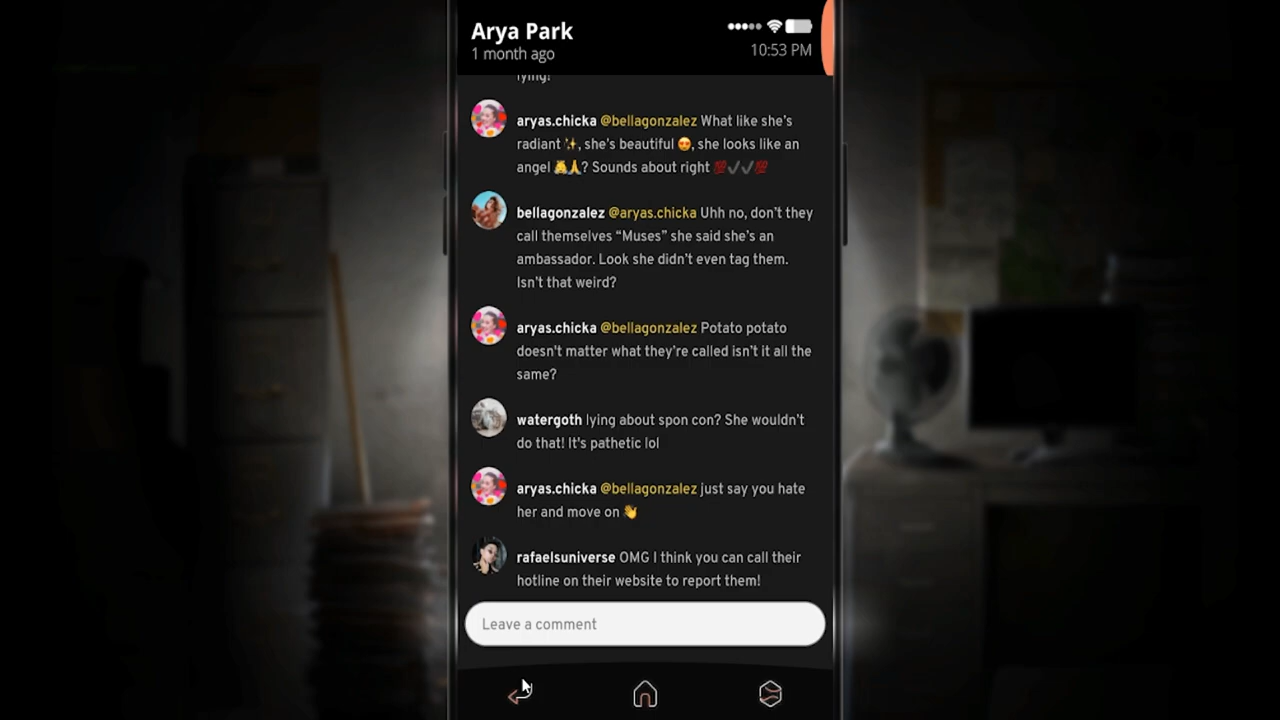 Arya Park
1 month ago
10:53 PM
lying!
aryas.chicka @bellagonzalez What like she's
radiant ✨, she's beautiful 😍, she looks like an
angel 👼🙏? Sounds about right 💯✔✔💯
bellagonzalez @aryas.chicka Uhh no, don't they
call themselves “Muses” she said she's an
ambassador. Look she didn't even tag them.
Isn't that weird?
aryas.chicka @bellagonzalez Potato potato
doesn't matter what they're called isn't it all the
same?
watergoth lying about spon con? She wouldn't
do that! It's pathetic lol
aryas.chicka @bellagonzalez just say you hate
her and move on 👋
rafaelsuniverse OMG I think you can call their
hotline on their website to report them!
Leave a comment